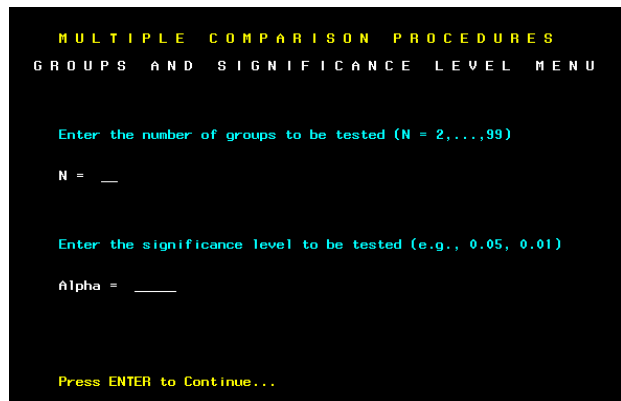 MULTIPLE COMPARISON PROCEDURES
GROUPS AND SIGNIFICANCE LEVEL MENU
Enter the number of groups to be tested (N = 2,...,99)
N = __
Enter the significance level to be tested (e.g., 0.05, 0.01)
Alpha = _____
Press ENTER to Continue...